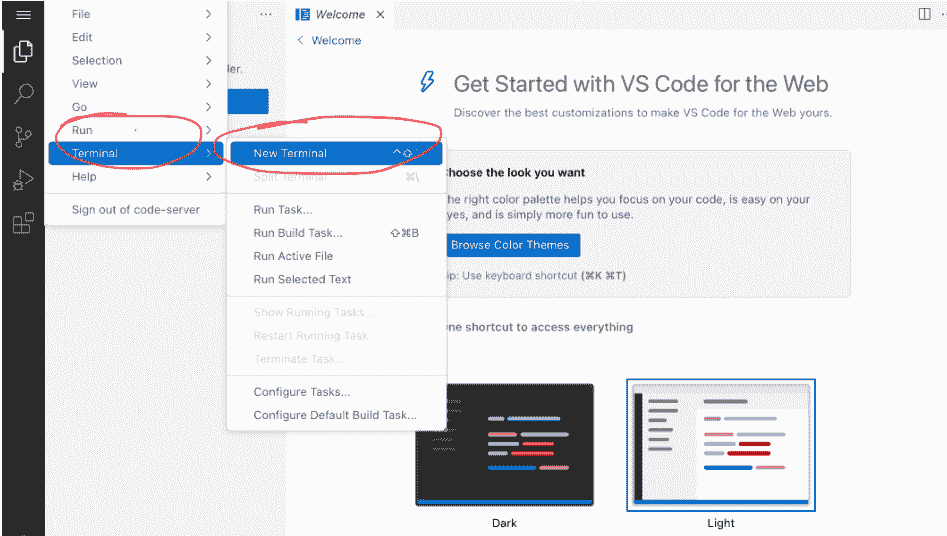 File
Edit
Selection
View
Go
Run
Terminal
Help
Sign out of code-server
New Terminal
Split Terminal ⌘\
Run Task...
Run Build Task... ⇧⌘B
Run Active File
Run Selected Text
Show Running Tasks...
Restart Running Task...
Terminate Task...
Configure Tasks...
Configure Default Build Task...
der.
Welcome
Welcome
Get Started with VS Code for the Web
Discover the best customizations to make VS Code for the Web yours.
hoose the look you want
he right color palette helps you focus on your code, is easy on your
yes, and is simply more fun to use.
Browse Color Themes
ip: Use keyboard shortcut (⌘K ⌘T)
ne shortcut to access everything
Dark
Light